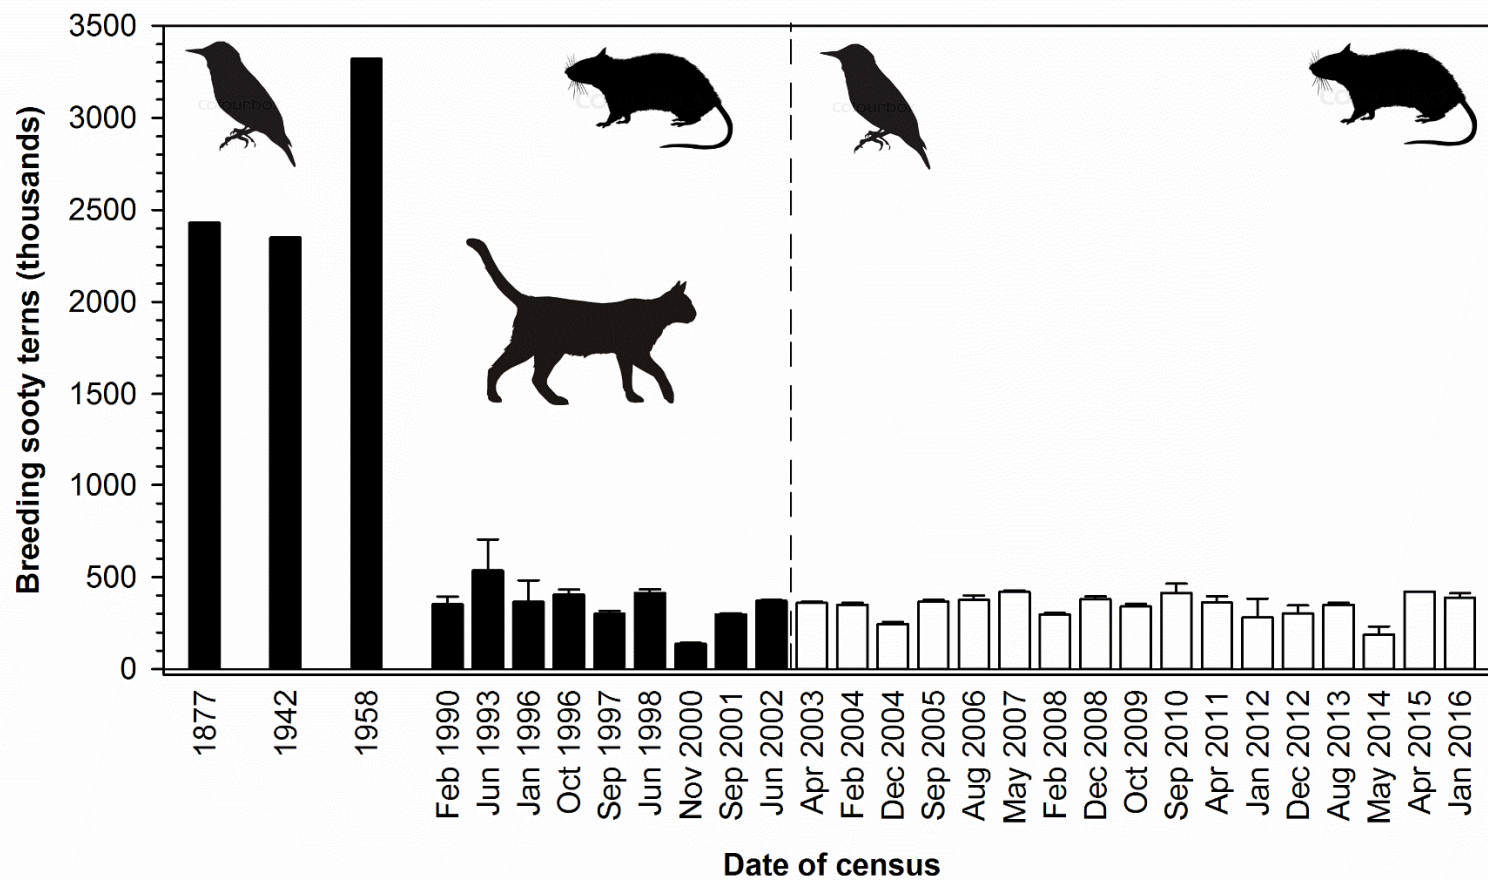 Breeding sooty terns (thousands)
3500
3000
2500
2000
1500
1000
500
0
colourbox
1877
1942
1958
Feb 1990
Jun 1993
Jan 1996
Oct 1996
Sep 1997
Jun 1998
Nov 2000
Sep 2001
Jun 2002
Apr 2003
Feb 2004
Dec 2004
Sep 2005
Aug 2006
May 2007
Feb 2008
Dec 2008
Oct 2009
Sep 2010
Apr 2011
Jan 2012
Dec 2012
Aug 2013
May 2014
Apr 2015
Jan 2016
Date of census